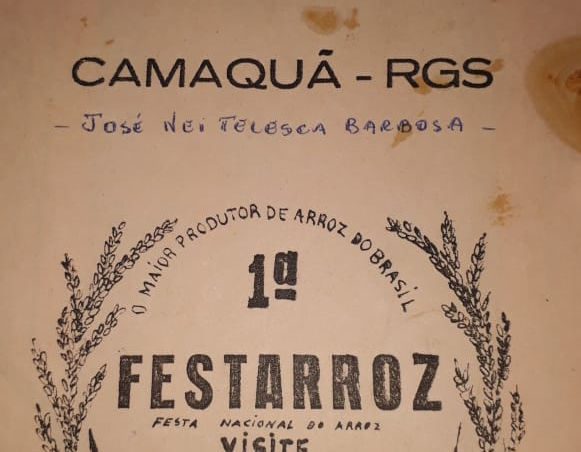 CAMAQUÃ - RGS
- JOSÉ NEI TELESCA BARBOSA -
O MAIOR PRODUTOR DE ARROZ DO BRASIL
1ª
FESTARROZ
FESTA NACIONAL DO ARROZ
VISITE